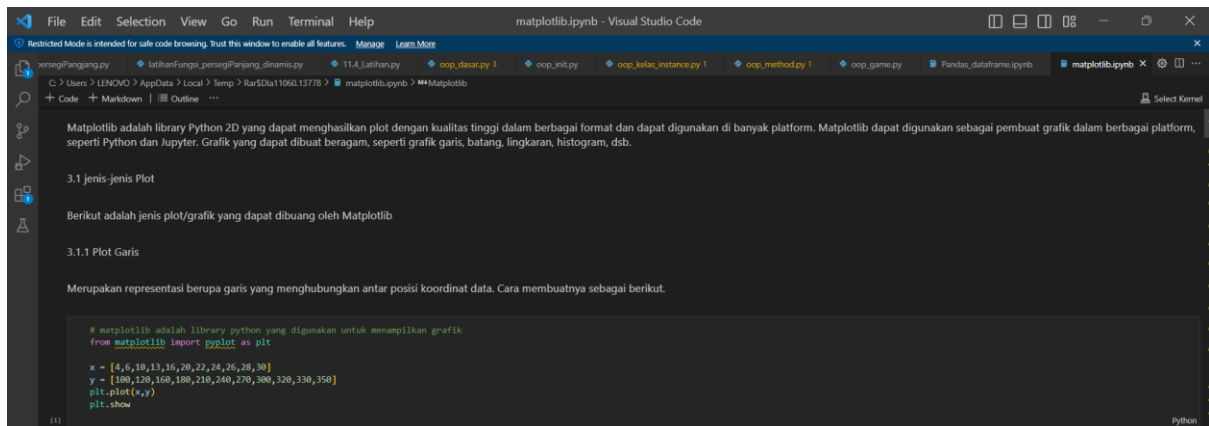 File Edit Selection View Go Run Terminal Help matplotlib.ipynb - Visual Studio Code
Restricted Mode is intended for safe code browsing. Trust this window to enable all features. Manage Learn More
persegiPangjang.py latihanFungsi_persegiPanjang_dinamis.py 11.4_Latihan.py oop_dasar.py 3 oop_init.py oop_kelas_instance.py 1 oop_method.py 1 oop_game.py Pandas_dataframe.ipynb matplotlib.ipynb
C: > Users > LENOVO > AppData > Local > Temp > Rar$DIa11060.13778 > matplotlib.ipynb > Matplotlib
+ Code + Markdown | Outline ... Select Kernel
Matplotlib adalah library Python 2D yang dapat menghasilkan plot dengan kualitas tinggi dalam berbagai format dan dapat digunakan di banyak platform. Matplotlib dapat digunakan sebagai pembuat grafik dalam berbagai platform,
seperti Python dan Jupyter. Grafik yang dapat dibuat beragam, seperti grafik garis, batang, lingkaran, histogram, dsb.
3.1 jenis-jenis Plot
Berikut adalah jenis plot/grafik yang dapat dibuang oleh Matplotlib
3.1.1 Plot Garis
Merupakan representasi berupa garis yang menghubungkan antar posisi koordinat data. Cara membuatnya sebagai berikut.
# matplotlib adalah library python yang digunakan untuk menampilkan grafik
from matplotlib import pyplot as plt
x = [4,6,10,13,16,20,22,24,26,28,30]
y = [100,120,160,180,210,240,270,300,320,330,350]
plt.plot(x,y)
plt.show
[1] Python